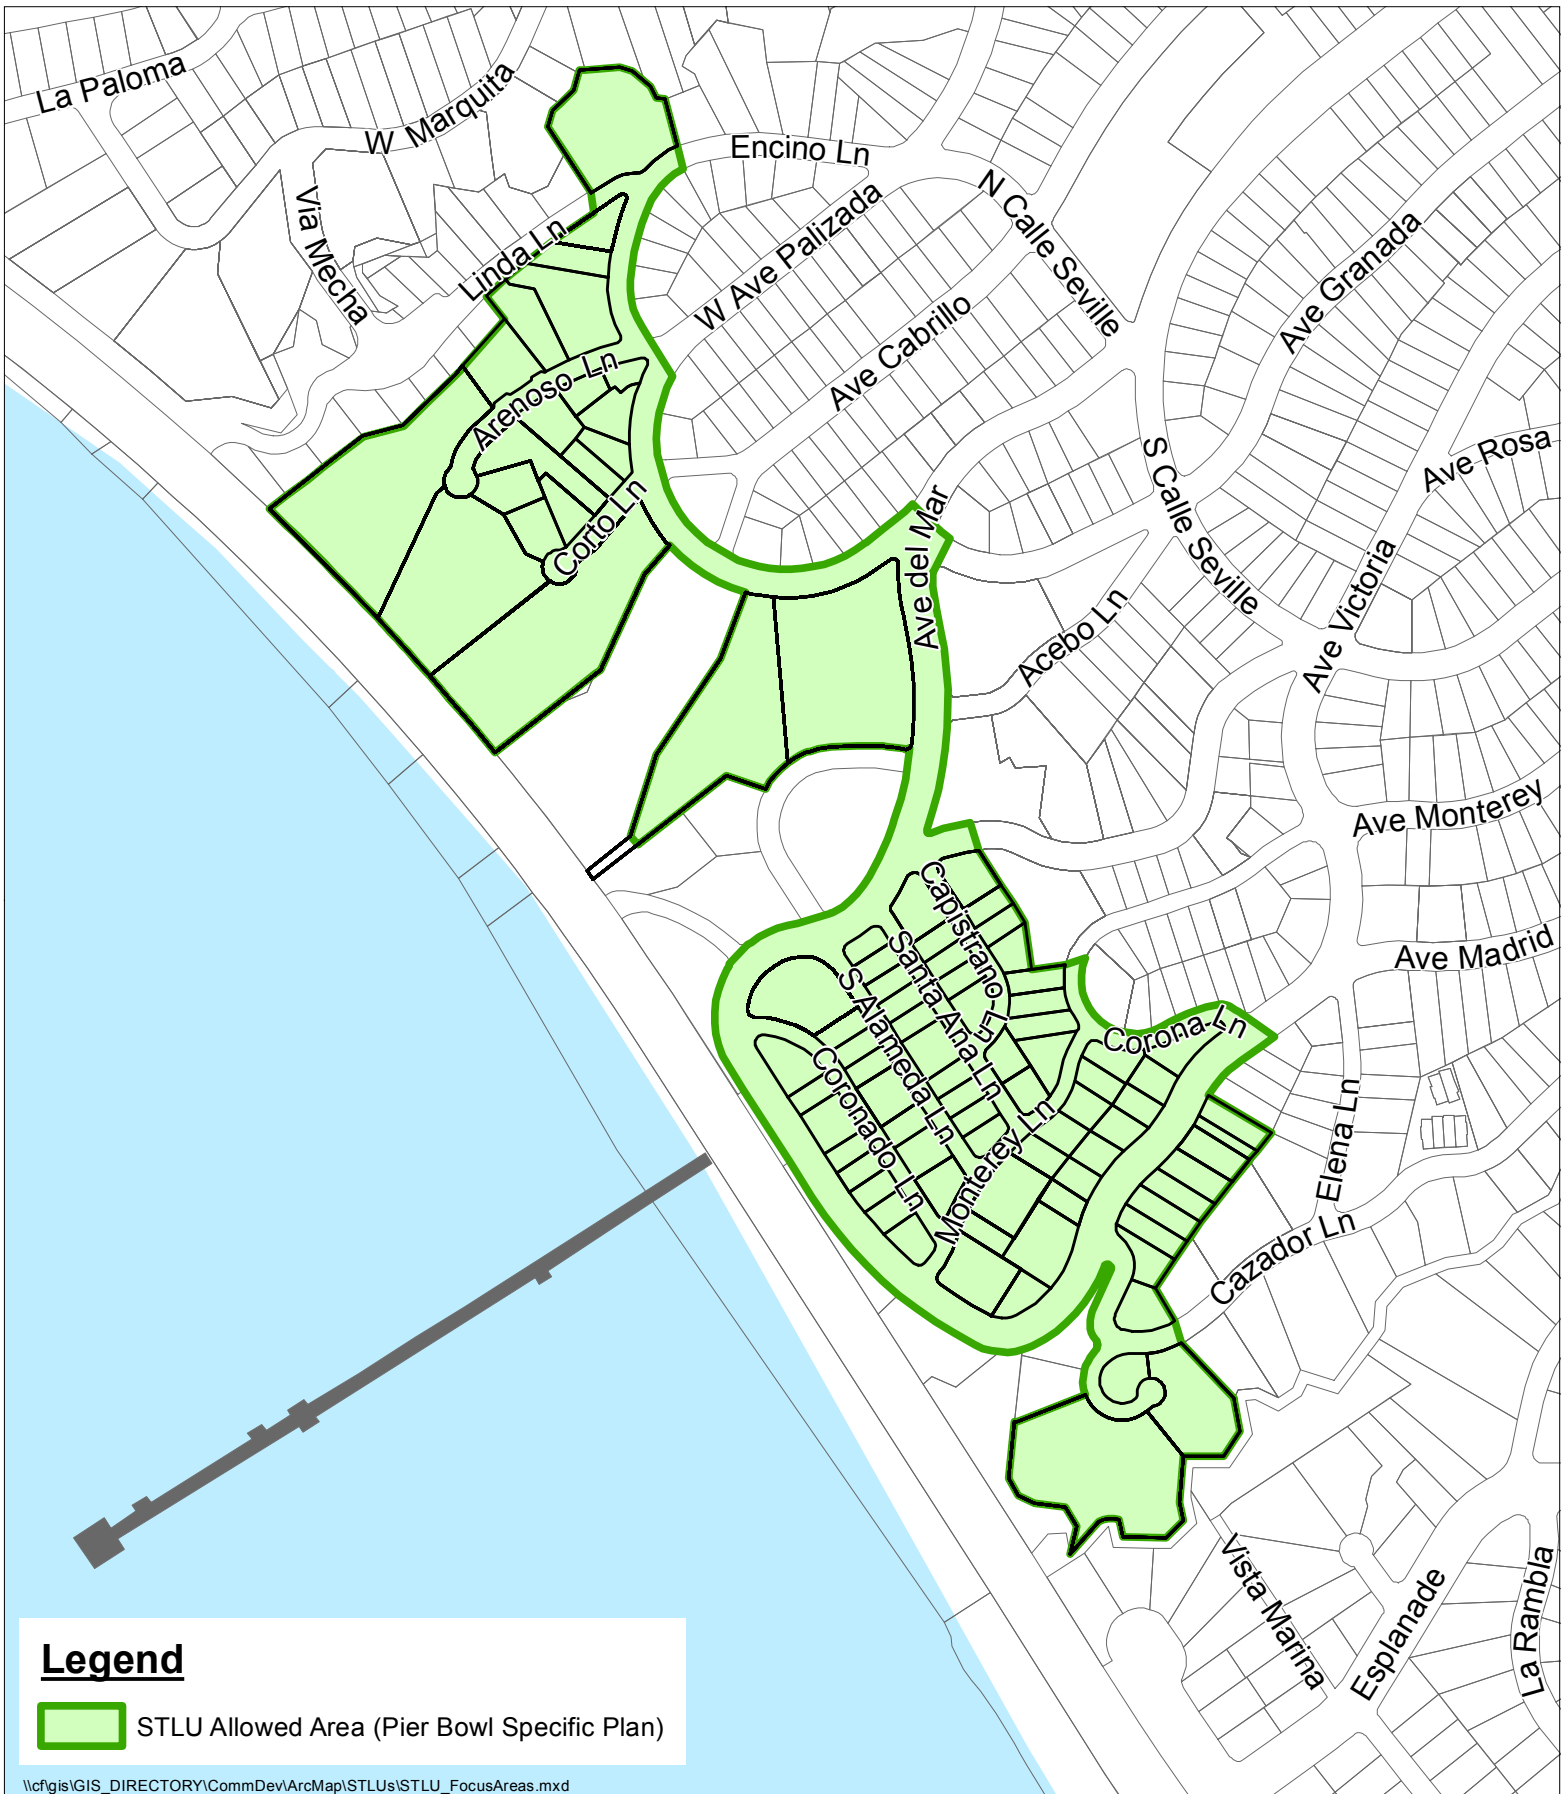 La Paloma
W Marquita
Encino Ln
N Calle Seville
Via Mecha
Linda Ln
W Ave Palizada
Ave Granada
Ave Cabrillo
Arenoso Ln
Ave Rosa
S Calle Seville
Corto Ln
Ave del Mar
Acebo Ln
Ave Victoria
Ave Monterey
Capistrano Ln
Ave Madrid
Santa Ana Ln
S Alameda Ln
Corona Ln
Coronado Ln
Monterey Ln
Elena Ln
Cazador Ln
Vista Marina
Esplanade
La Rambla
Legend
STLU Allowed Area (Pier Bowl Specific Plan)
\\cf\gis\GIS_DIRECTORY\CommDev\ArcMap\STLUs\STLU_FocusAreas.mxd